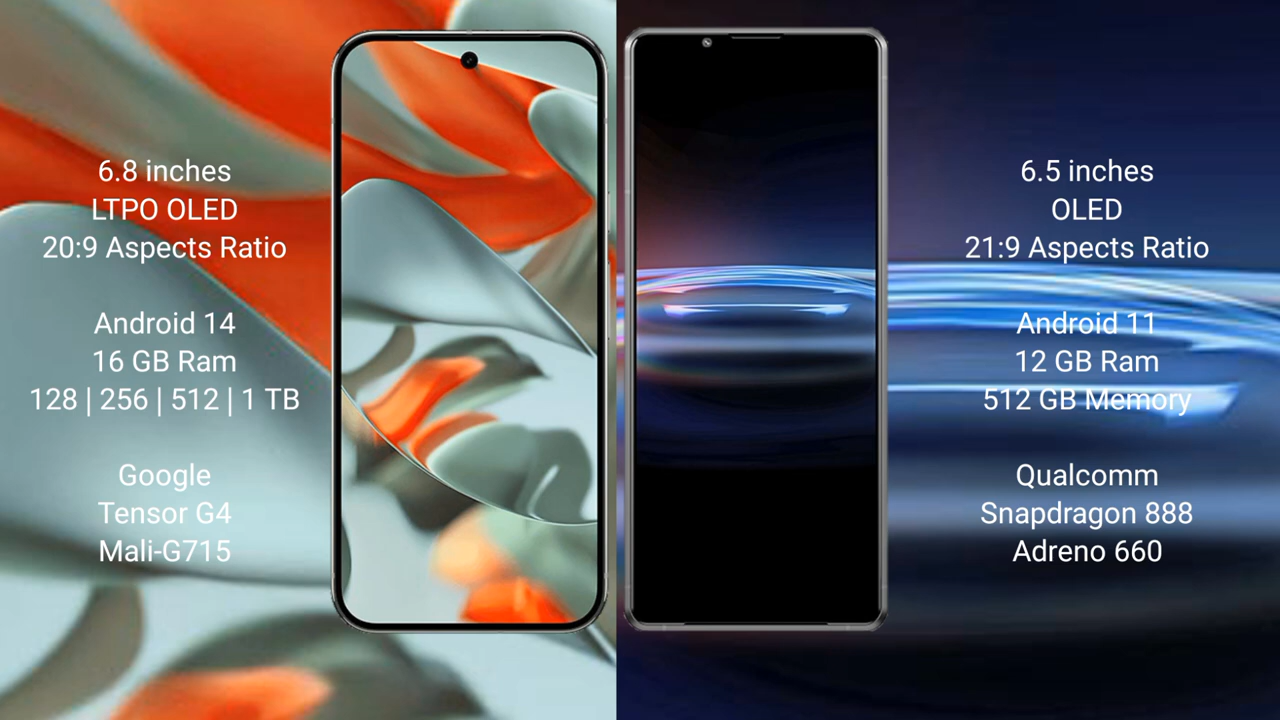 6.8 inches
LTPO OLED
20:9 Aspects Ratio
Android 14
16 GB Ram
128 | 256 | 512 | 1 TB
Google
Tensor G4
Mali-G715
6.5 inches
OLED
21:9 Aspects Ratio
Android 11
12 GB Ram
512 GB Memory
Qualcomm
Snapdragon 888
Adreno 660